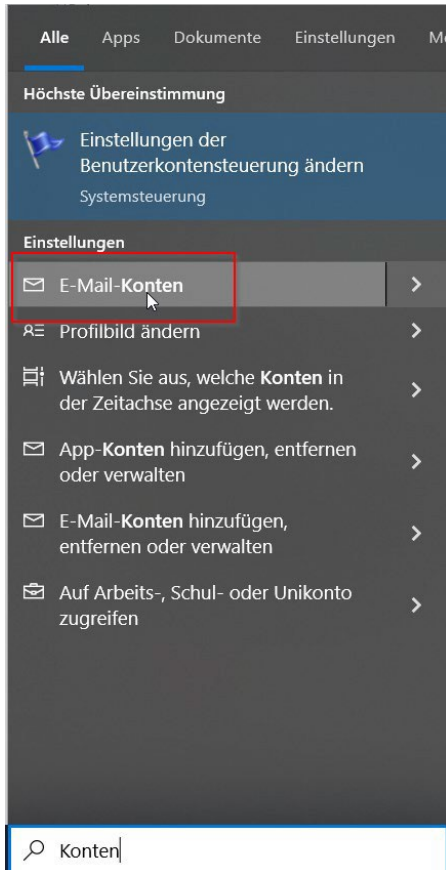 Alle Apps Dokumente Einstellungen
Höchste Übereinstimmung
Einstellungen der
Benutzerkontensteuerung ändern
Systemsteuerung
Einstellungen
E-Mail-Konten
Profilbild ändern
Wählen Sie aus, welche Konten in
der Zeitachse angezeigt werden.
App-Konten hinzufügen, entfernen
oder verwalten
E-Mail-Konten hinzufügen,
entfernen oder verwalten
Auf Arbeits-, Schul- oder Unikonto
zugreifen
Konten